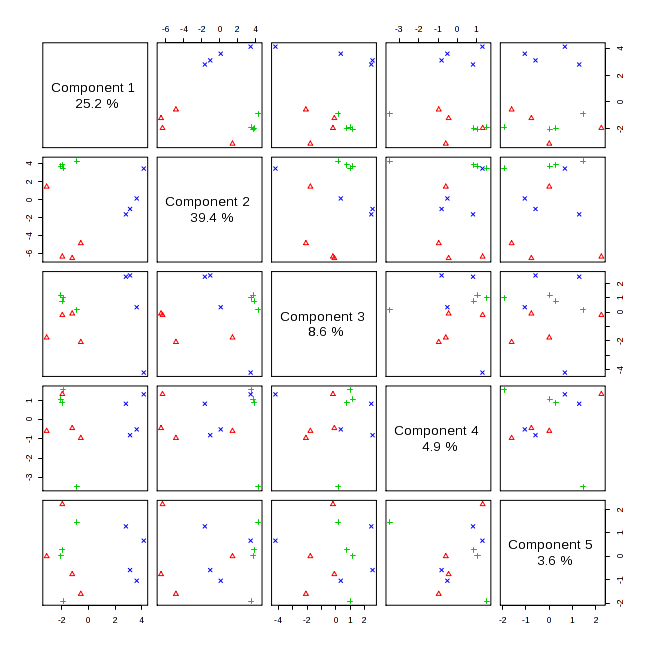 -6 -4 -2 0 2 4
-3 -1 0 1
Component 1
25.2 %
-2 0 2 4
-6 -4 -2 0 2 4
Component 2
39.4 %
Component 3
8.6 %
-4 -2 0 1 2
-3 -2 -1 0 1
Component 4
4.9 %
Component 5
3.6 %
-2 -1 0 1 2
-2 0 2 4
-4 -2 0 1 2
-2 -1 0 1 2